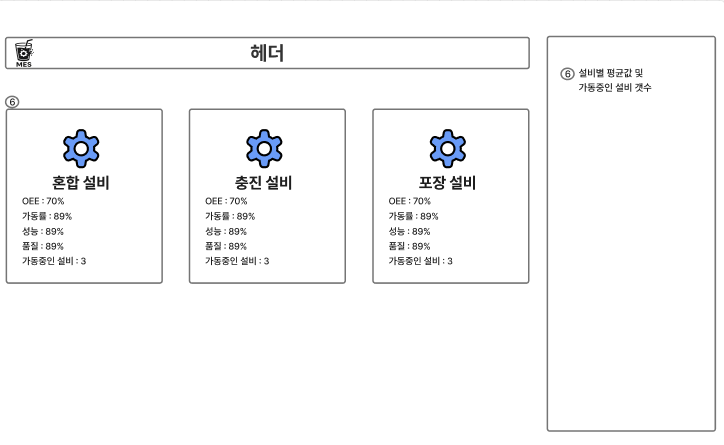 MES
헤더
6
혼합 설비
OEE : 70%
가동률 : 89%
성능 : 89%
품질 : 89%
가동중인 설비 : 3
충진 설비
OEE : 70%
가동률 : 89%
성능 : 89%
품질 : 89%
가동중인 설비 : 3
포장 설비
OEE : 70%
가동률 : 89%
성능 : 89%
품질 : 89%
가동중인 설비 : 3
6 설비별 평균값 및
가동중인 설비 갯수